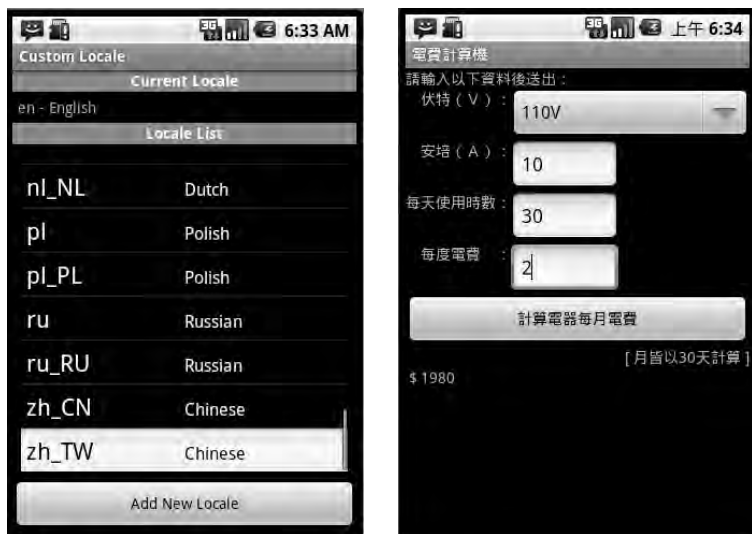 3G
6:33 AM
Custom Locale
Current Locale
en - English
Locale List
nl_NL Dutch
pl Polish
pl_PL Polish
ru Russian
ru_RU Russian
zh_CN Chinese
zh_TW Chinese
Add New Locale
3G
上午 6:34
電費計算機
請輸入以下資料後送出：
伏特（V）： 110V
安培（A）： 10
每天使用時數： 30
每度電費 ： 2
計算電器每月電費
[月皆以30天計算]
$ 1980